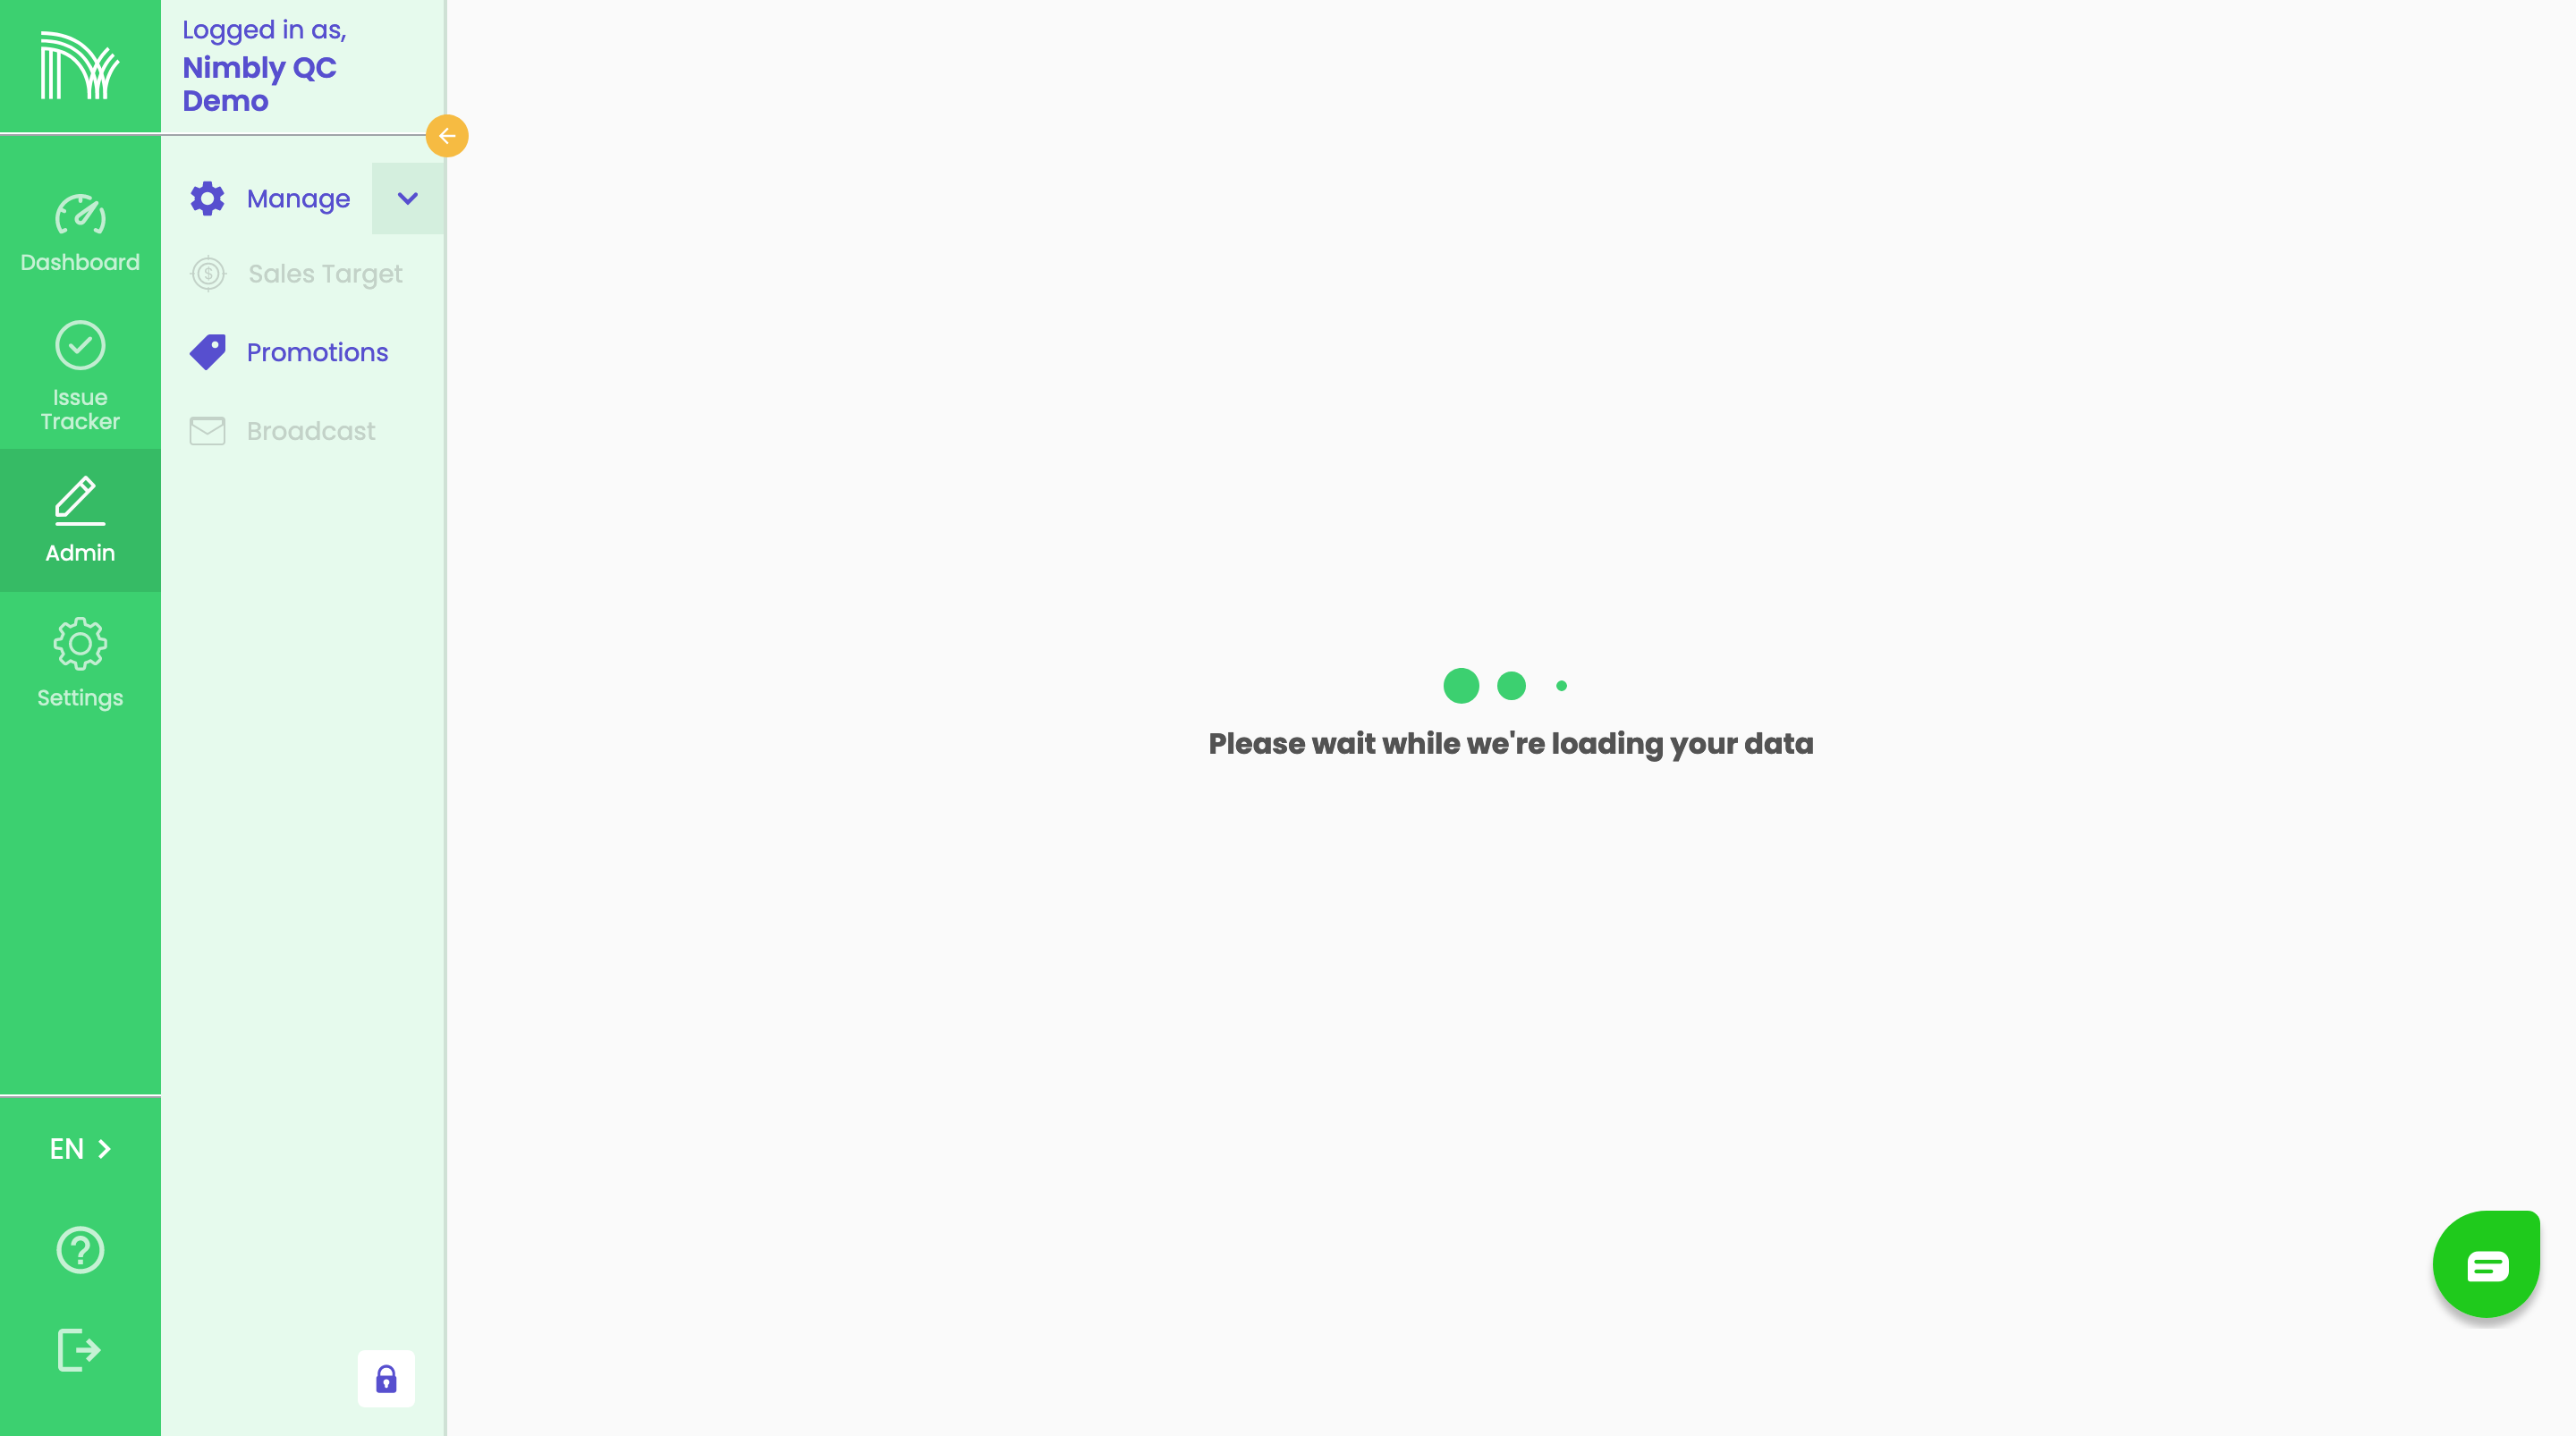 Logged in as,
Nimbly QC
Demo
Dashboard
Issue
Tracker
Admin
Settings
EN
Manage
Sales Target
Promotions
Broadcast
Please wait while we're loading your data